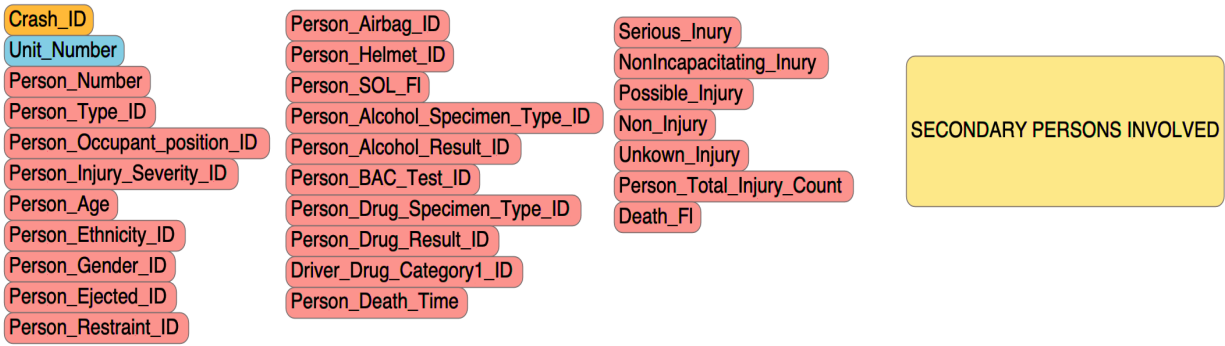 Crash_ID
Unit_Number
Person_Number
Person_Type_ID
Person_Occupant_position_ID
Person_Injury_Severity_ID
Person_Age
Person_Ethnicity_ID
Person_Gender_ID
Person_Ejected_ID
Person_Restraint_ID
Person_Airbag_ID
Person_Helmet_ID
Person_SOL_Fl
Person_Alcohol_Specimen_Type_ID
Person_Alcohol_Result_ID
Person_BAC_Test_ID
Person_Drug_Specimen_Type_ID
Person_Drug_Result_ID
Driver_Drug_Category1_ID
Person_Death_Time
Serious_Inury
NonIncapacitating_Inury
Possible_Injury
Non_Injury
Unkown_Injury
Person_Total_Injury_Count
Death_Fl
SECONDARY PERSONS INVOLVED